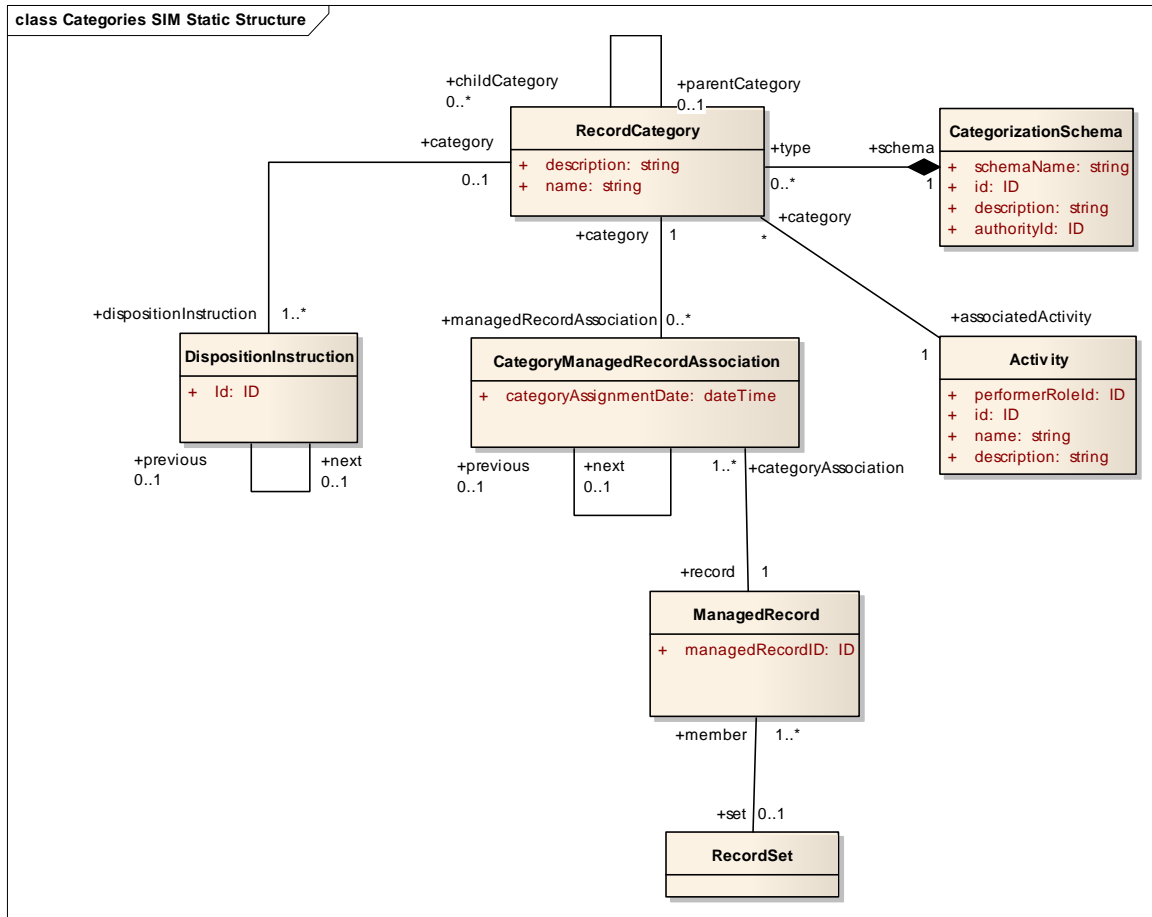 class Categories SIM Static Structure
+childCategory
0..*
+parentCategory
0..1
RecordCategory
+ description: string
+ name: string
+category
0..1
+type
0..*
+schema
1
CategorizationSchema
+ schemaName: string
+ id: ID
+ description: string
+ authorityId: ID
+category
*
+category
1
+dispositionInstruction
1..*
DispositionInstruction
+ Id: ID
+previous
0..1
+next
0..1
+managedRecordAssociation
0..*
CategoryManagedRecordAssociation
+ categoryAssignmentDate: dateTime
+previous
0..1
+next
0..1
+associatedActivity
1
Activity
+ performerRoleId: ID
+ id: ID
+ name: string
+ description: string
1..*
+categoryAssociation
+record
1
ManagedRecord
+ managedRecordID: ID
+member
1..*
+set
0..1
RecordSet